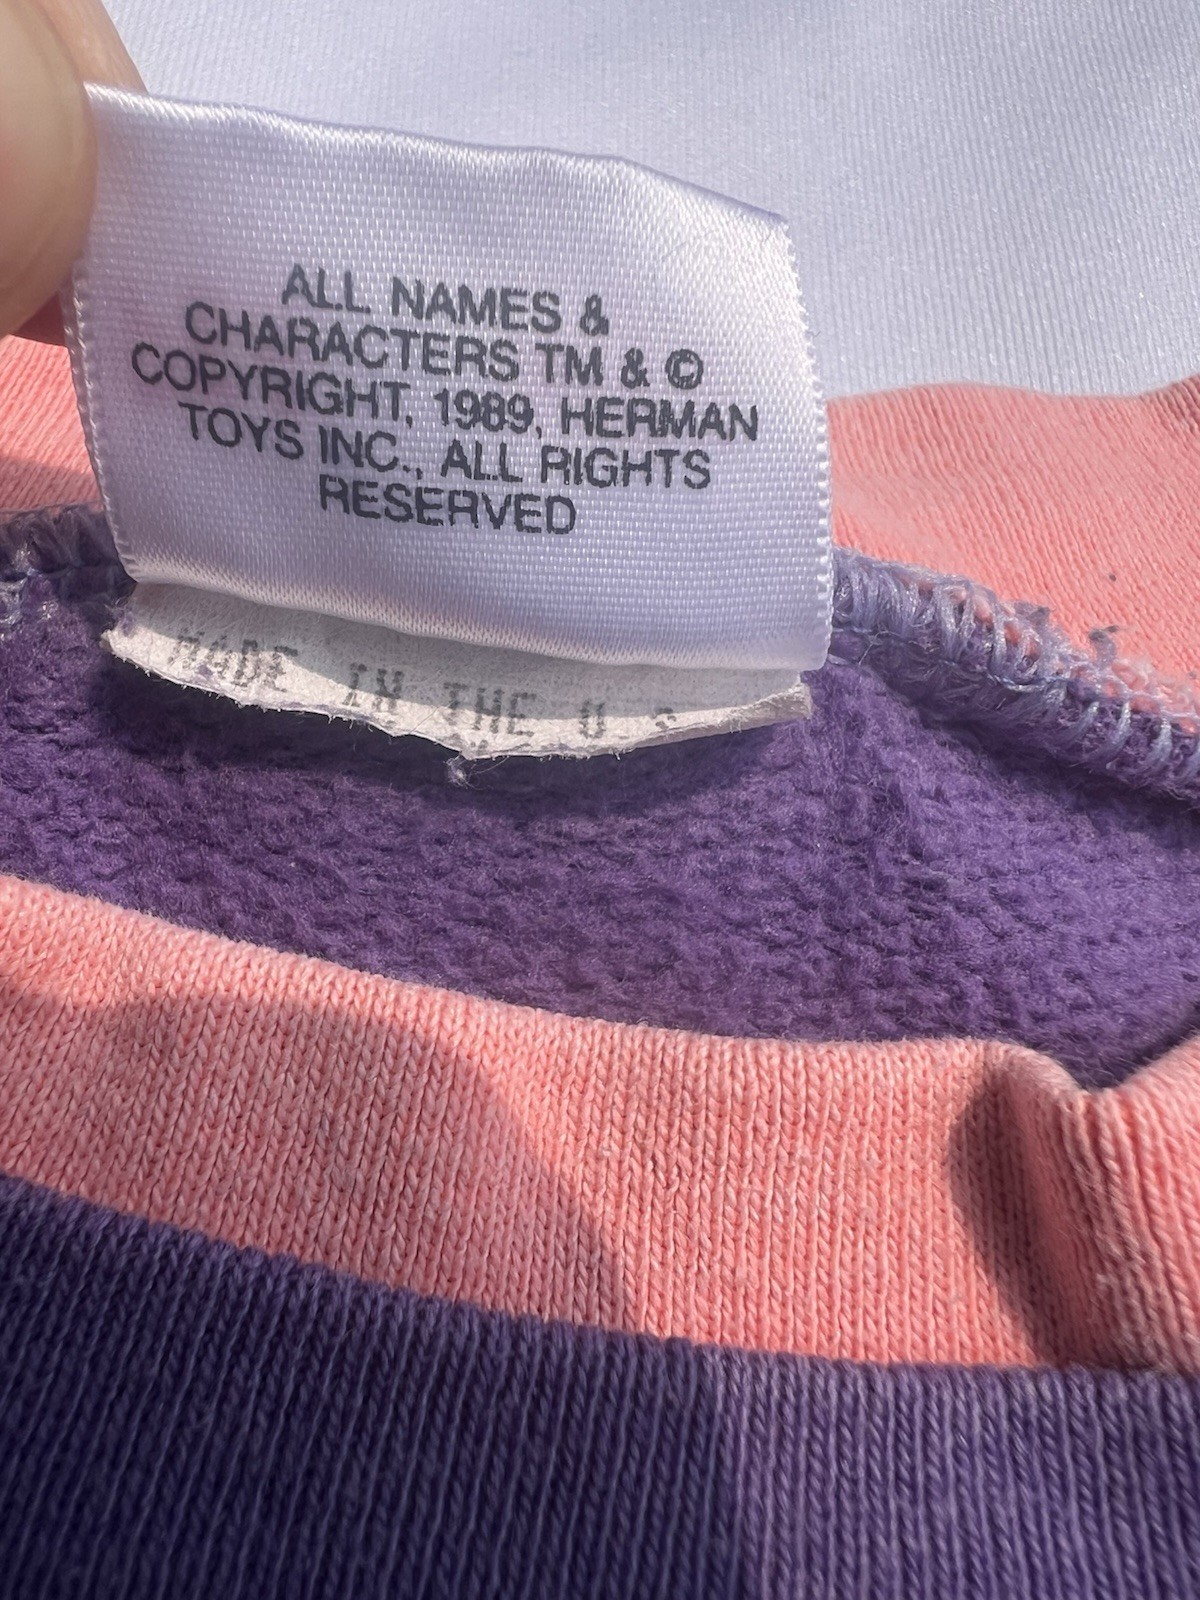 ALL NAMES &
CHARACTERS TM & ©
COPYRIGHT, 1989, HERMAN
TOYS INC., ALL RIGHTS
RESERVED
MADE IN THE U